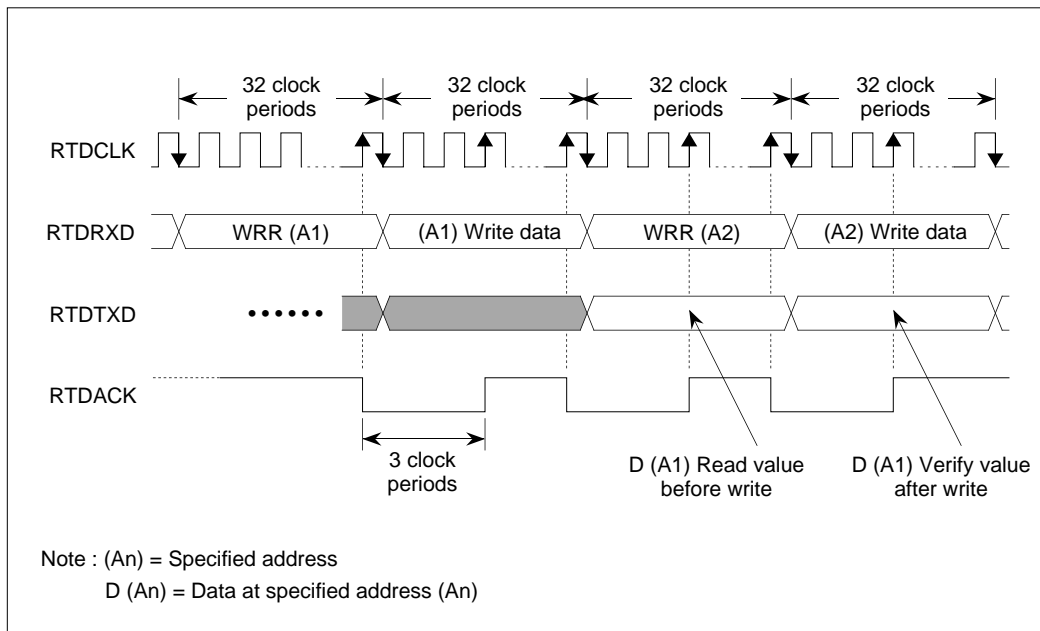 32 clock
periods
32 clock
periods
32 clock
periods
32 clock
periods
RTDCLK
RTDRXD
WRR (A1)
(A1) Write data
WRR (A2)
(A2) Write data
RTDTXD
RTDACK
3 clock
periods
D (A1) Read value
before write
D (A1) Verify value
after write
Note : (An) = Specified address
D (An) = Data at specified address (An)